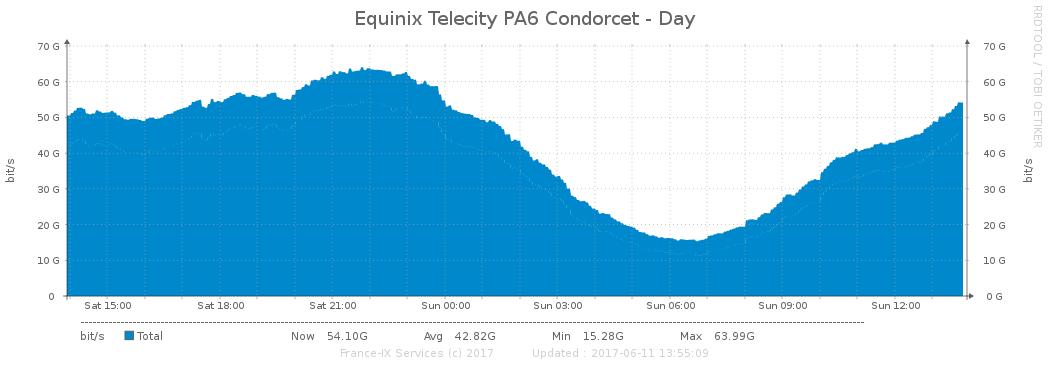 Equinix Telecity PA6 Condorcet - Day
RRDTOOL / TOBI OETIKER
bit/s
70 G
60 G
50 G
40 G
30 G
20 G
10 G
0
70 G
60 G
50 G
40 G
30 G
20 G
10 G
0 G
bit/s
Sat 15:00 Sat 18:00 Sat 21:00 Sun 00:00 Sun 03:00 Sun 06:00 Sun 09:00 Sun 12:00
bit/s Total Now 54.10G Avg 42.82G Min 15.28G Max 63.99G
France-IX Services (c) 2017 Updated : 2017-06-11 13:55:09